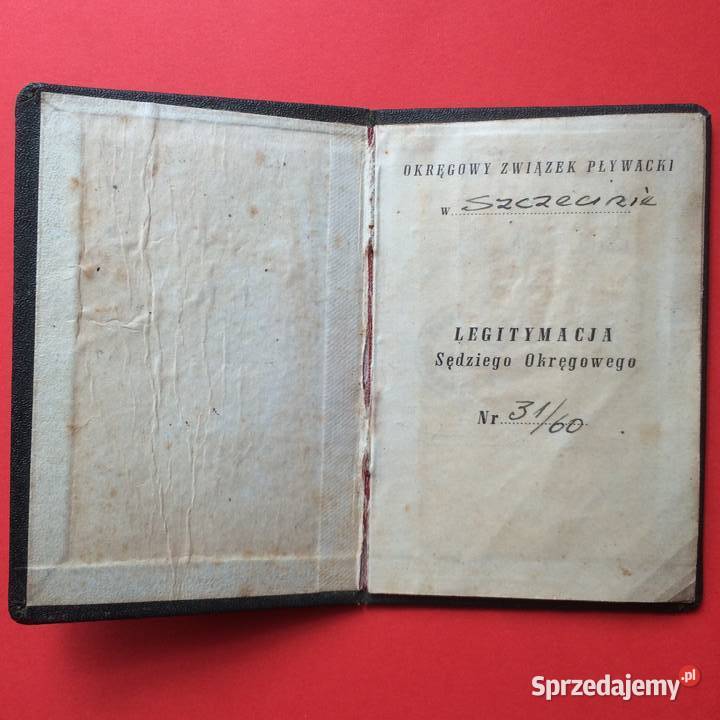 OKRĘGOWY ZWIĄZEK PŁYWACKI
w Szczecinie
LEGITYMACJA
Sędziego Okręgowego
Nr 31/60
Sprzedajemy.pl